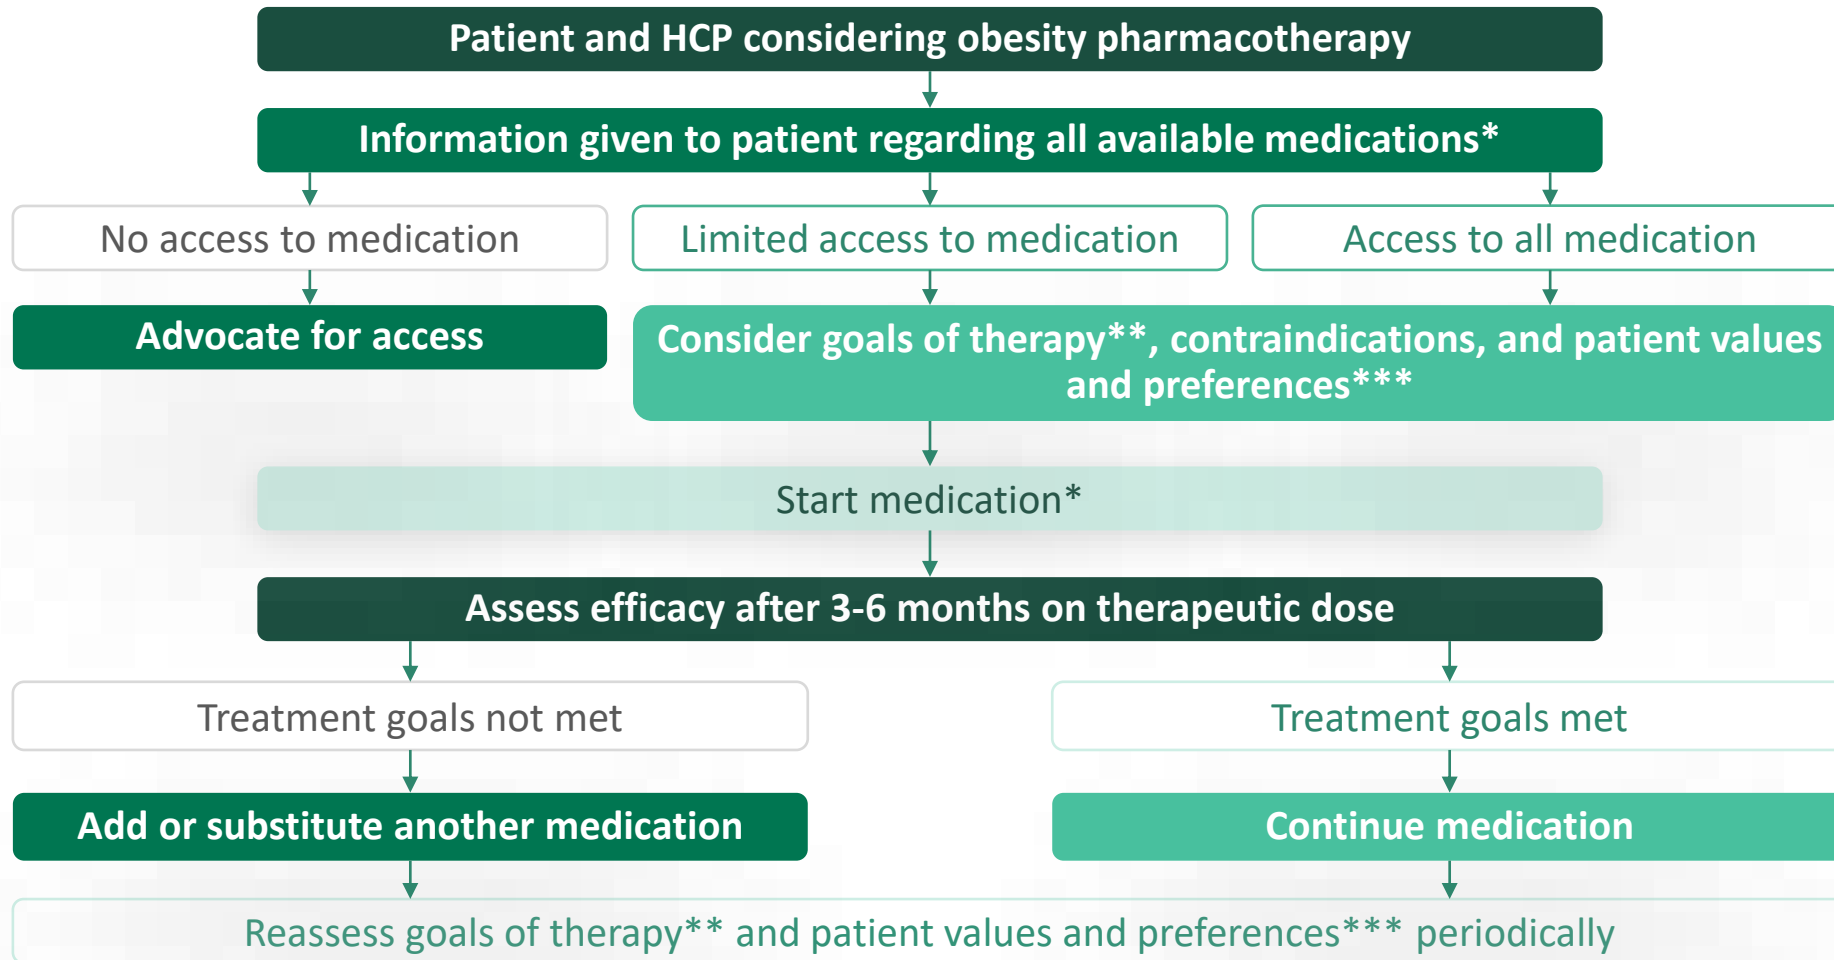 Patient and HCP considering obesity pharmacotherapy
Information given to patient regarding all available medications*
No access to medication
Limited access to medication
Access to all medication
Advocate for access
Consider goals of therapy**, contraindications, and patient values
and preferences***
Start medication*
Assess efficacy after 3-6 months on therapeutic dose
Treatment goals not met
Treatment goals met
Add or substitute another medication
Continue medication
Reassess goals of therapy** and patient values and preferences*** periodically